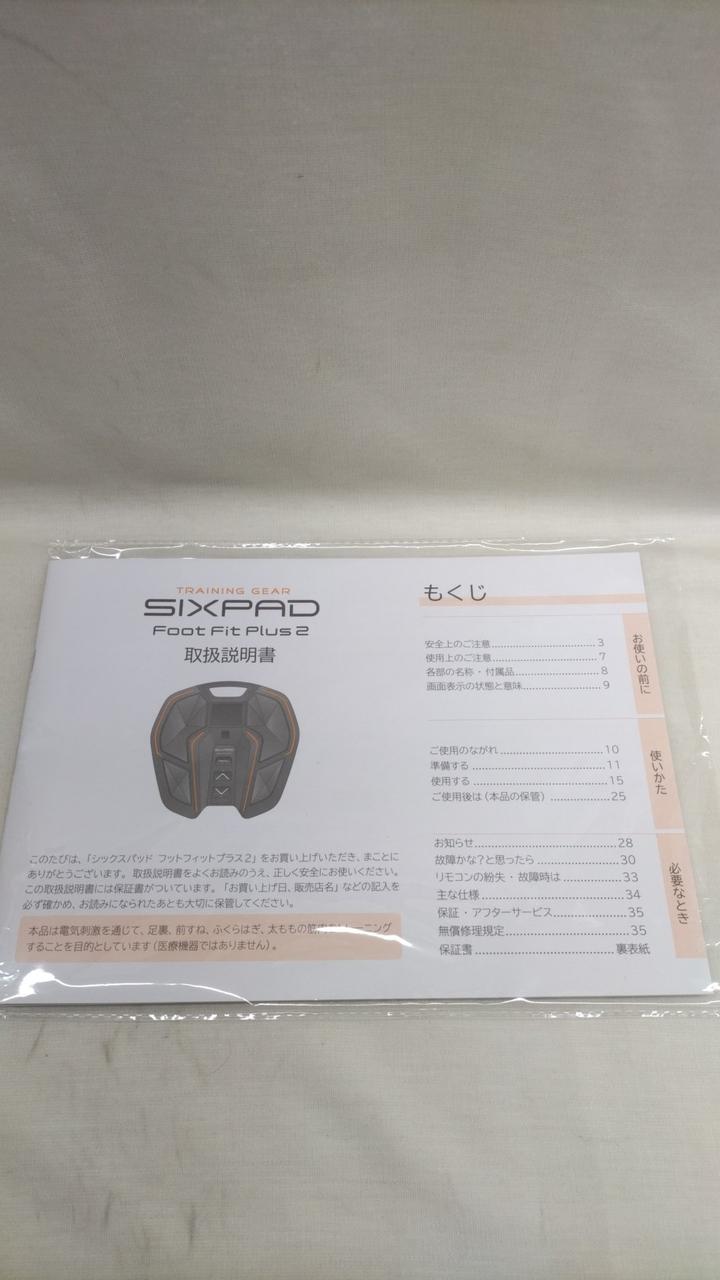 TRAINING GEAR
SIXPAD
Foot Fit Plus 2
取扱説明書
このたびは、「シックスパッド フットフィットプラス2」をお買い上げいただき、まことに
ありがとうございます。取扱説明書をよくお読みのうえ、正しく安全にお使いください。
この取扱説明書には保証書がついています。「お買い上げ日、販売店名」などの記入を
必ず確かめ、お読みになられたあとも大切に保管してください。
本品は電気刺激を通じて、足裏、前すね、ふくらはぎ、太ももの筋肉をトレーニング
することを目的としています(医療機器ではありません)。
もくじ
お使いの前に
安全上のご注意 3
使用上のご注意 7
各部の名称・付属品 8
画面表示の状態と意味 9
使いかた
ご使用のながれ 10
準備する 11
使用する 15
ご使用後は(本品の保管) 25
必要なとき
お知らせ 28
故障かな?と思ったら 30
リモコンの紛失・故障時は 33
主な仕様 34
保証・アフターサービス 35
無償修理規定 35
保証書 裏表紙